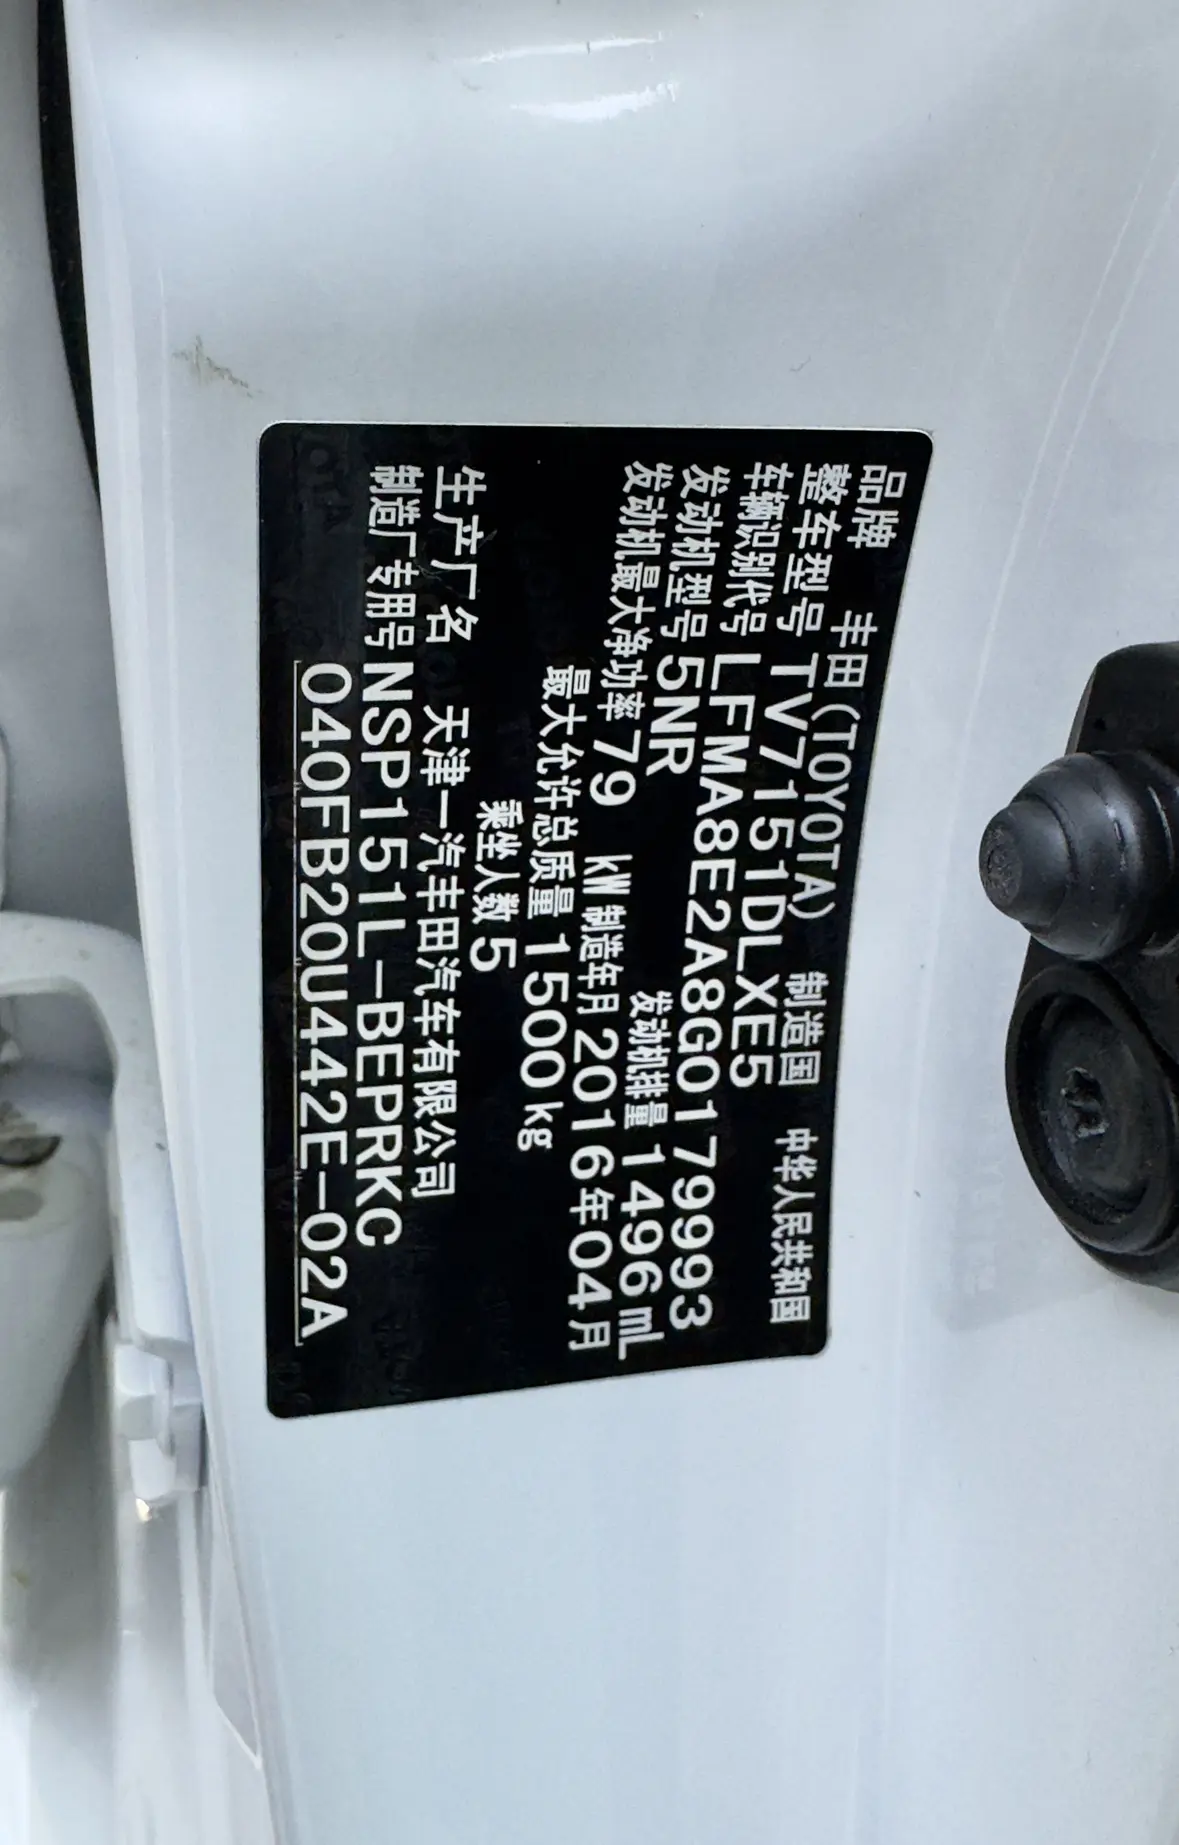 品牌 丰田(TOYOTA) 制造国 中华人民共和国
整车型号 TV7151DLXE5
车辆识别代号 LFMA8E2A8G0179993
发动机型号 5NR 发动机排量 1496mL
发动机最大净功率 79 kW 制造年月 2016年04月
最大允许总质量 1500kg
乘坐人数 5
生产厂名 天津一汽丰田汽车有限公司
制造厂专用号 NSP151L-BEPRKC
040FB20U442E-02A